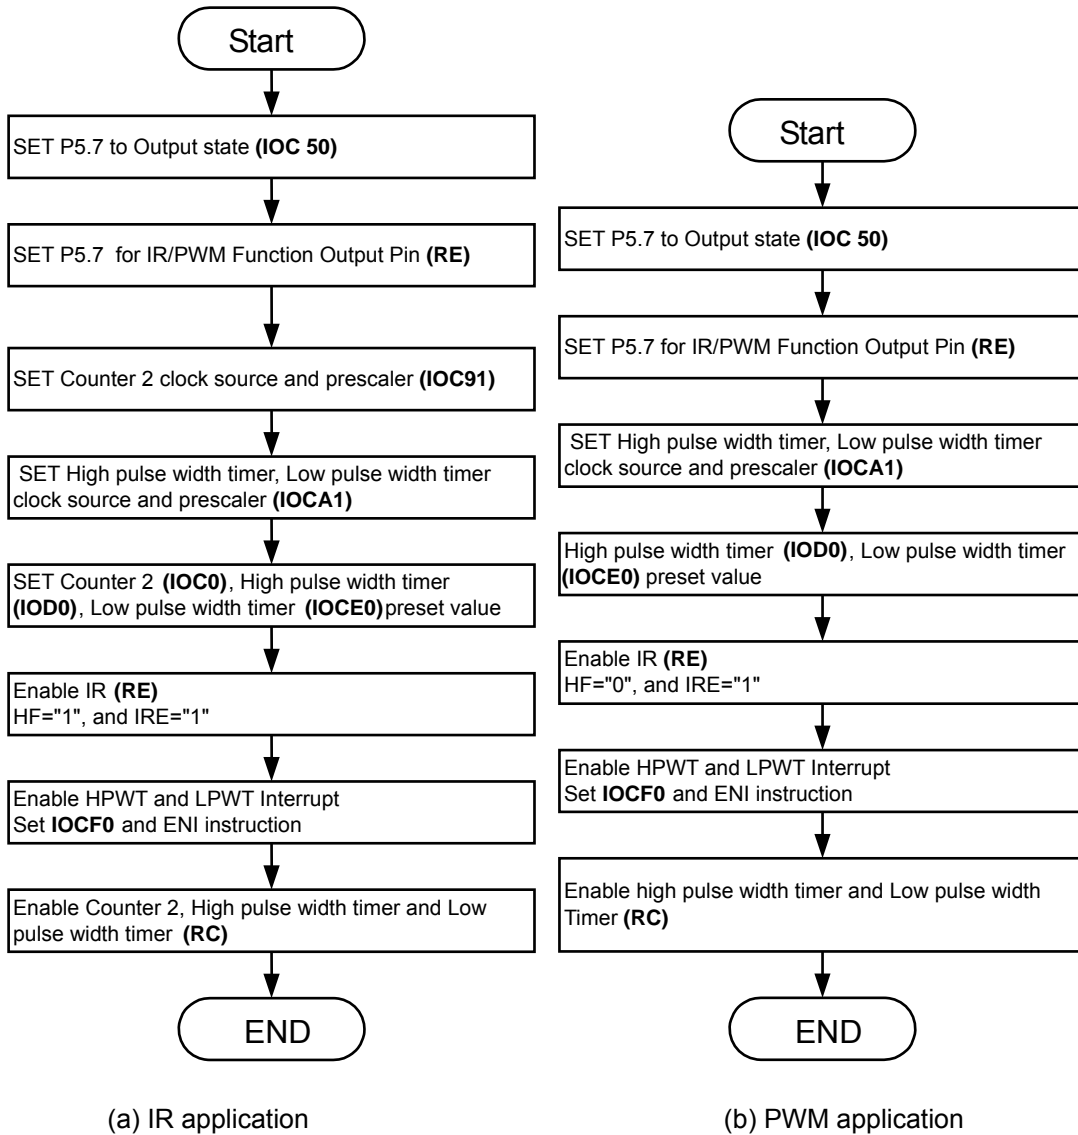 Start
SET P5.7 to Output state (IOC 50)
SET P5.7 for IR/PWM Function Output Pin (RE)
SET Counter 2 clock source and prescaler (IOC91)
SET High pulse width timer, Low pulse width timer
clock source and prescaler (IOCA1)
SET Counter 2 (IOC0), High pulse width timer
(IOD0), Low pulse width timer (IOCE0) preset value
Enable IR (RE)
HF="1", and IRE="1"
Enable HPWT and LPWT Interrupt
Set IOCF0 and ENI instruction
Enable Counter 2, High pulse width timer and Low
pulse width timer (RC)
END
(a) IR application
Start
SET P5.7 to Output state (IOC 50)
SET P5.7 for IR/PWM Function Output Pin (RE)
SET High pulse width timer, Low pulse width timer
clock source and prescaler (IOCA1)
High pulse width timer (IOD0), Low pulse width timer
(IOCE0) preset value
Enable IR (RE)
HF="0", and IRE="1"
Enable HPWT and LPWT Interrupt
Set IOCF0 and ENI instruction
Enable high pulse width timer and Low pulse width
Timer (RC)
END
(b) PWM application